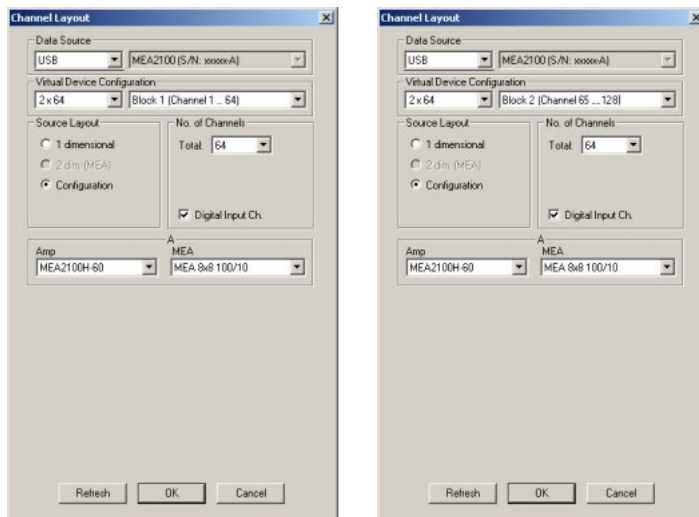 Channel Layout
Data Source
USB MEA2100 (S/N: xxxxx-A)
Virtual Device Configuration
2 x 64 Block 1 (Channel 1 ... 64)
Source Layout No. of Channels
1 dimensional Total: 64
2 dim. (MEA)
Configuration
Digital Input Ch.
A
Amp MEA
MEA2100H-60 MEA 8x8 100/10
Refresh OK Cancel
Channel Layout
Data Source
USB MEA2100 (S/N: xxxxx-A)
Virtual Device Configuration
2 x 64 Block 2 (Channel 65 ... 128)
Source Layout No. of Channels
1 dimensional Total: 64
2 dim. (MEA)
Configuration
Digital Input Ch.
A
Amp MEA
MEA2100H-60 MEA 8x8 100/10
Refresh OK Cancel